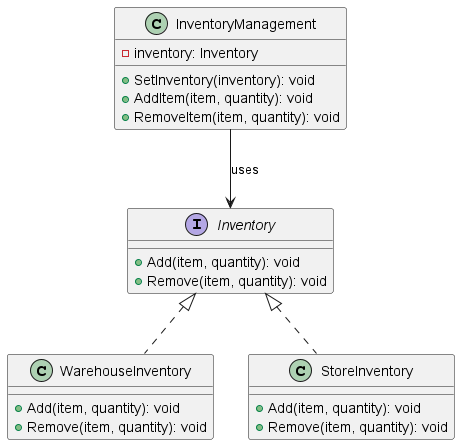 C InventoryManagement
inventory: Inventory
SetInventory(inventory): void
AddItem(item, quantity): void
RemoveItem(item, quantity): void
uses
I Inventory
Add(item, quantity): void
Remove(item, quantity): void
C WarehouseInventory
Add(item, quantity): void
Remove(item, quantity): void
C StoreInventory
Add(item, quantity): void
Remove(item, quantity): void